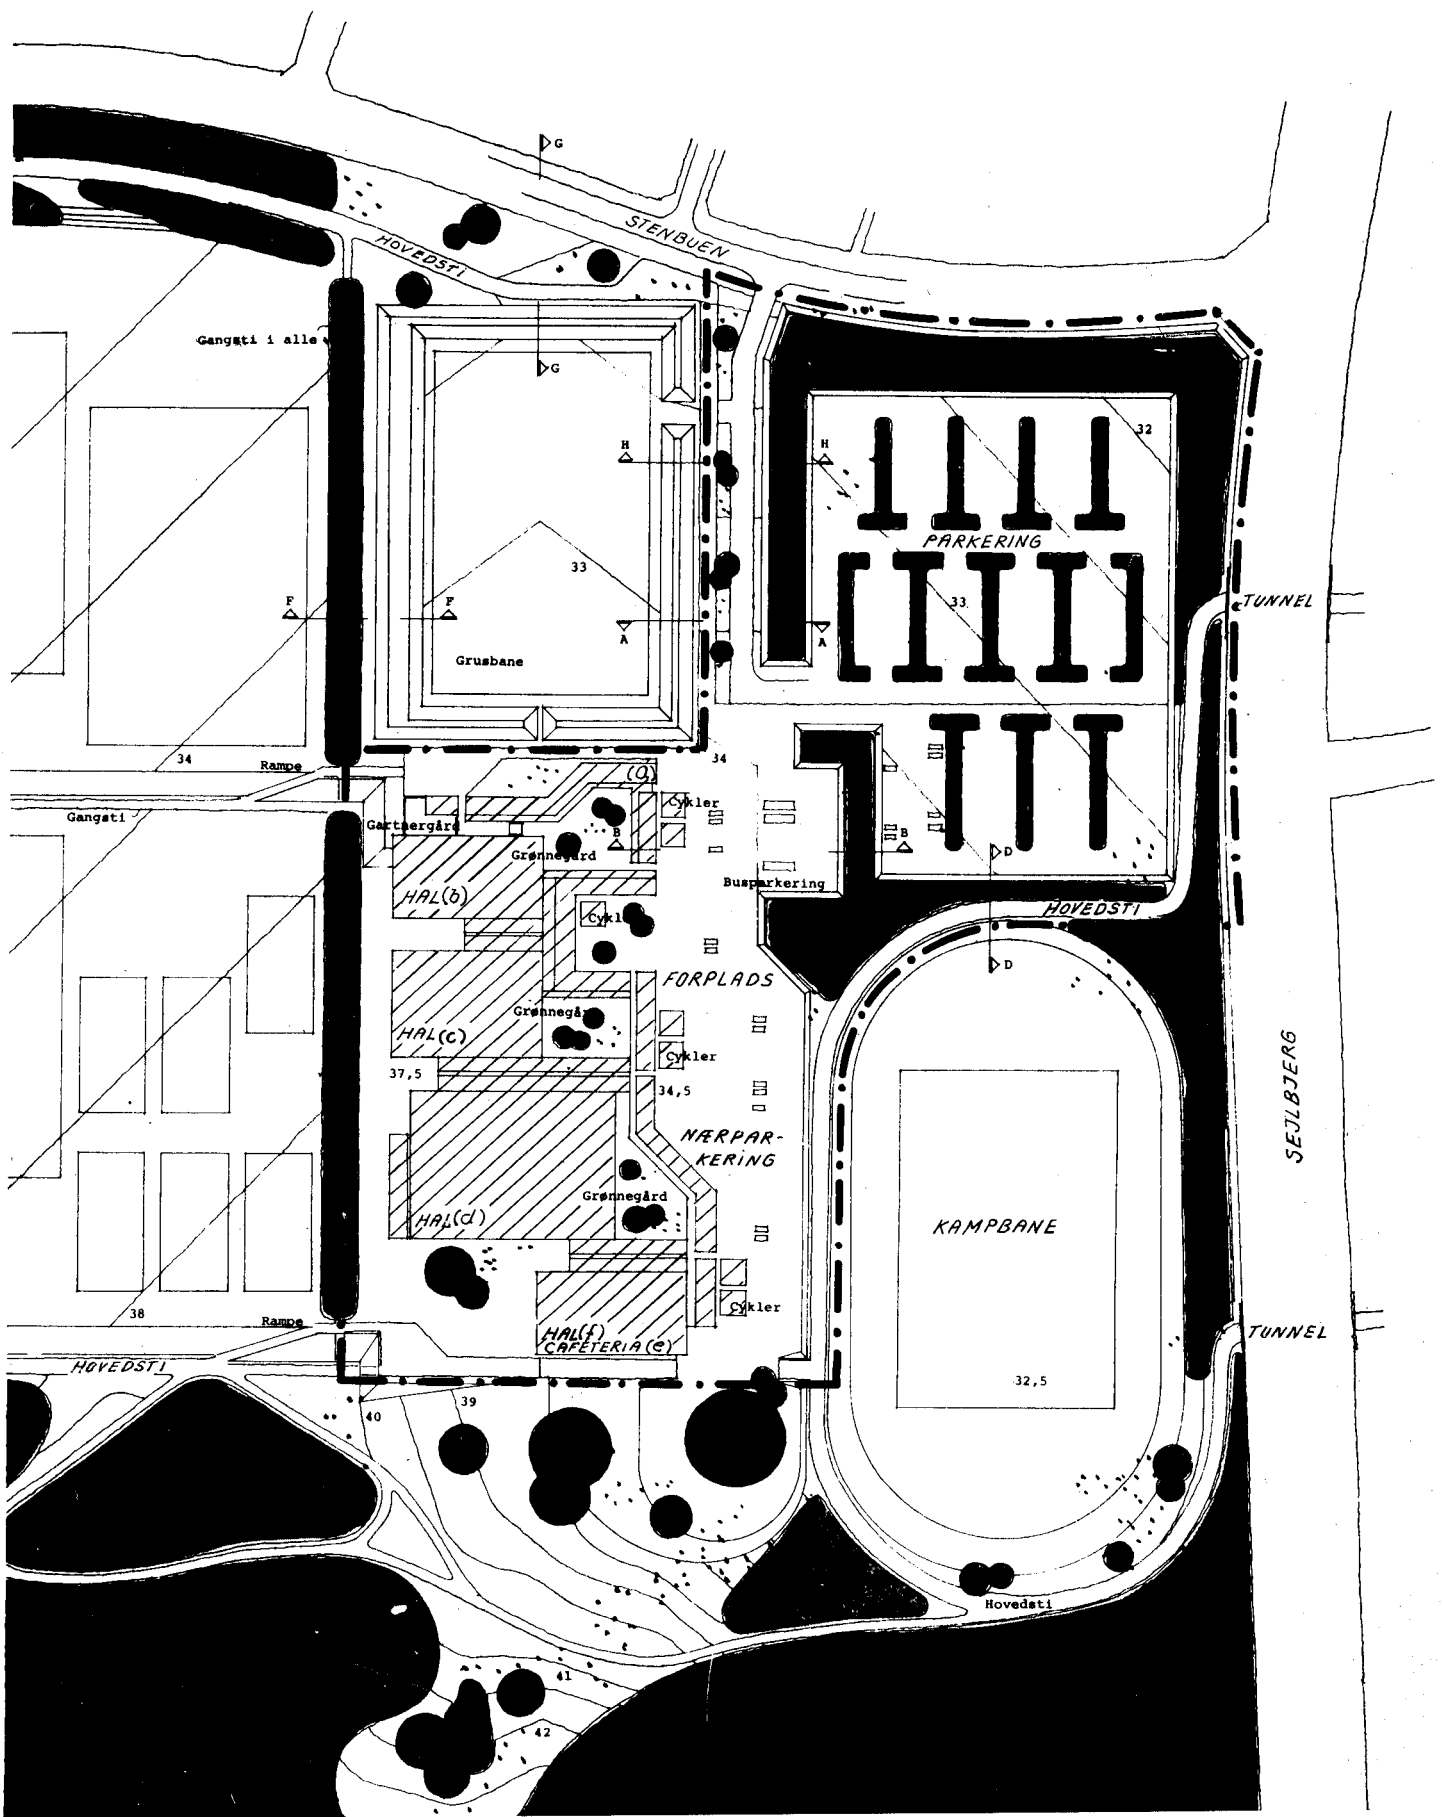 G
STENBUEN
HOVEDSTI
Gangsti i alle
G
32
H
H
PARKERING
33
33
F
F
TUNNEL
A
A
Grusbane
34
34
Rampe
(a)
Cykler
Gangsti
Gartnergård
B
B
D
Grønnegård
Busparkering
HAL(b)
HOVEDSTI
Cykl
D
FORPLADS
Grønnegår
HAL(c)
Cykler
37,5
34,5
SEJLBJERG
NÆRPAR-
KERING
Grønnegård
HAL(d)
KAMPBANE
Cykler
38
Rampe
HAL(f)
CAFETERIA(e)
TUNNEL
HOVEDSTI
32,5
39
40
Hovedsti
41
42